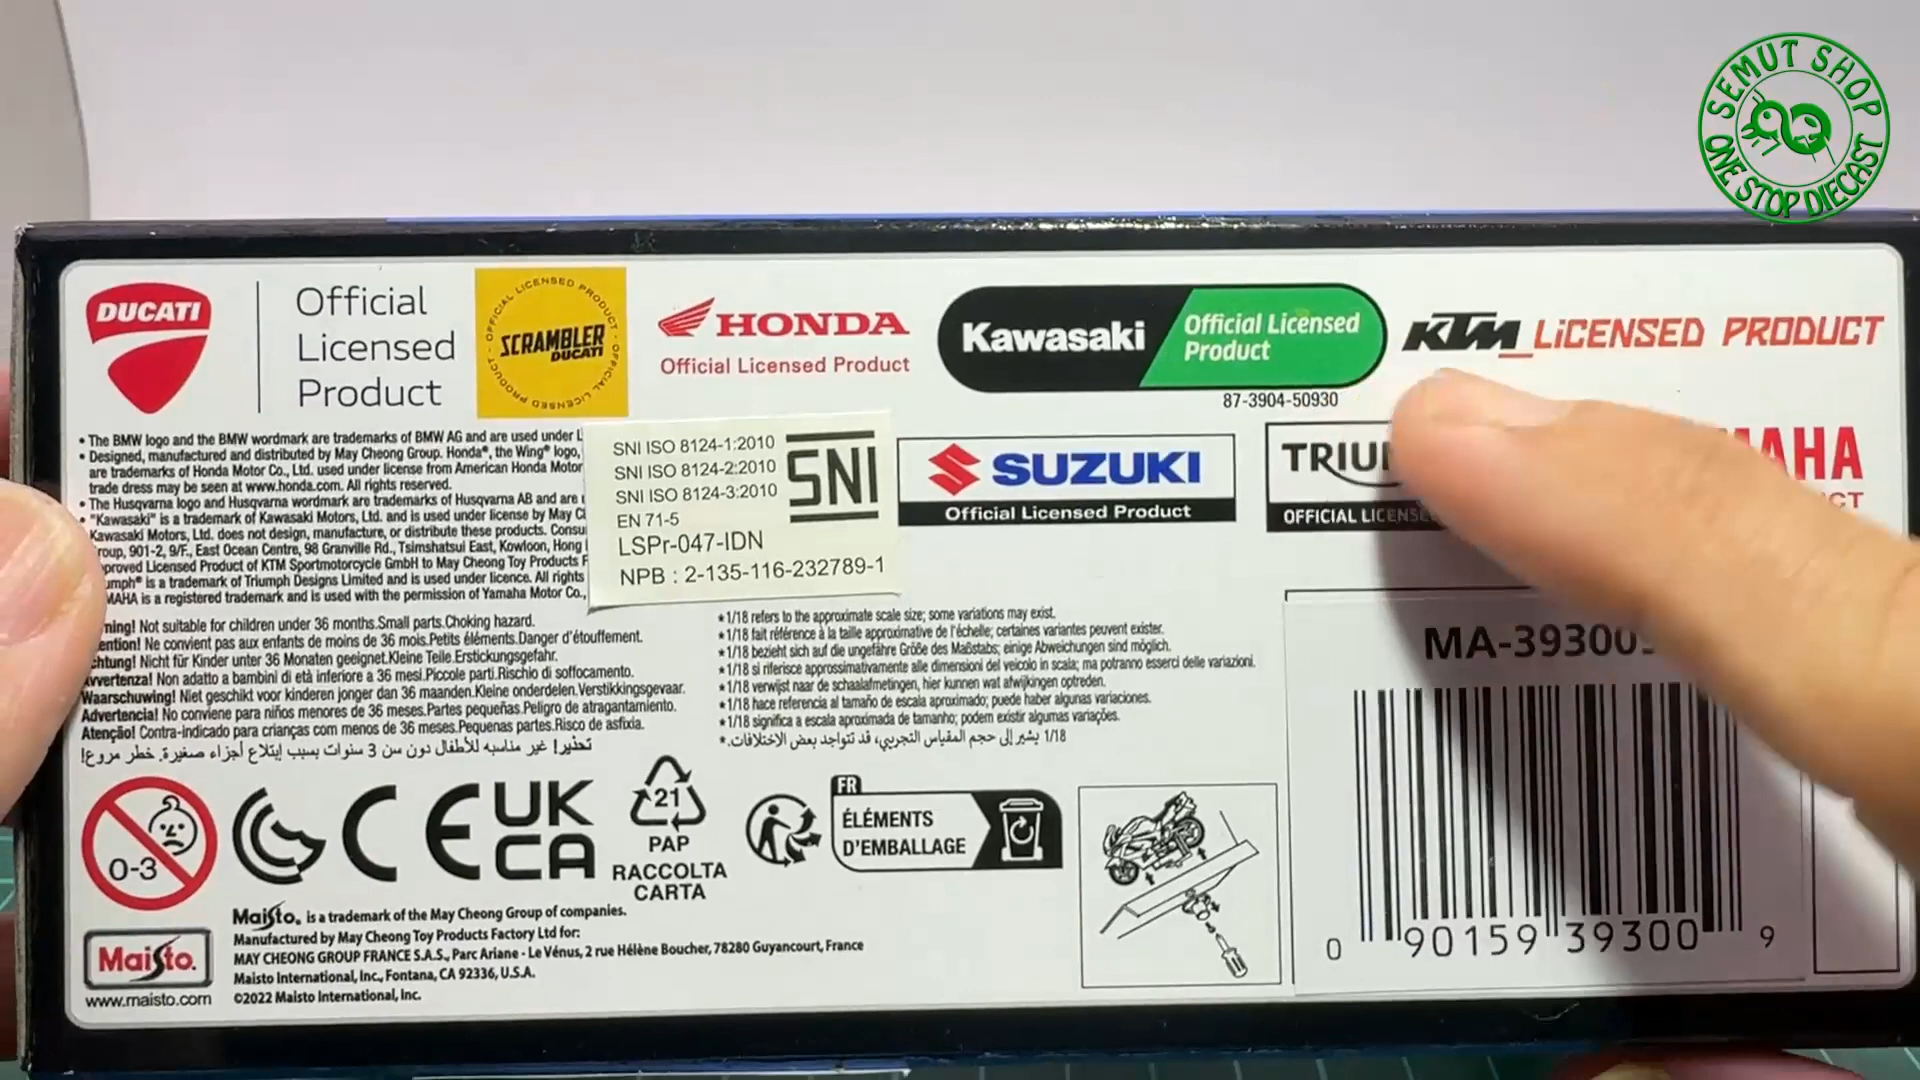 SEMUT SHOP
ONE STOP DIECAST
DUCATI
Official
Licensed
Product
OFFICIAL LICENSED PRODUCT · OFFICIAL LICENSED PRODUCT ·
SCRAMBLER
DUCATI
HONDA
Official Licensed Product
Kawasaki
Official Licensed
Product
87-3904-50930
KTM LiCENSED PRODUCT
• The BMW logo and the BMW wordmark are trademarks of BMW AG and are used under
• Designed, manufactured and distributed by May Cheong Group. Honda®, the Wing® logo,
are trademarks of Honda Motor Co., Ltd. used under license from American Honda Motor
trade dress may be seen at www.honda.com. All rights reserved.
• The Husqvarna logo and Husqvarna wordmark are trademarks of Husqvarna AB and are
• "Kawasaki" is a trademark of Kawasaki Motors, Ltd. and is used under license by May
Kawasaki Motors, Ltd. does not design, manufacture, or distribute these products.
roup, 901-2, 9/F., East Ocean Centre, 98 Granville Rd., Tsimshatsui East, Kowloon, Hong
proved Licensed Product of KTM Sportmotorcycle GmbH to May Cheong Toy Products
umph® is a trademark of Triumph Designs Limited and is used under licence. All rights
MAHA is a registered trademark and is used with the permission of Yamaha Motor Co.,
SNI ISO 8124-1:2010
SNI ISO 8124-2:2010
SNI ISO 8124-3:2010
EN 71-5
SNI
LSPr-047-IDN
NPB : 2-135-116-232789-1
SUZUKI
Official Licensed Product
TRIU
OFFICIAL LICENSE
MAHA
CT
ning! Not suitable for children under 36 months.Small parts.Choking hazard.
ention! Ne convient pas aux enfants de moins de 36 mois.Petits éléments.Danger d'étouffement.
chtung! Nicht für Kinder unter 36 Monaten geeignet.Kleine Teile.Erstickungsgefahr.
Avvertenza! Non adatto a bambini di età inferiore a 36 mesi.Piccole parti.Rischio di soffocamento.
Waarschuwing! Niet geschikt voor kinderen jonger dan 36 maanden.Kleine onderdelen.Verstikkingsgevaar.
Advertencia! No conviene para niños menores de 36 meses.Partes pequeñas.Peligro de atragantamiento.
Atenção! Contra-indicado para crianças com menos de 36 meses.Pequenas partes.Risco de asfixia.
تحذير! غير مناسبه للأطفال دون سن 3 سنوات بسبب إبتلاع أجزاء صغيرة. خطر مروع!
*1/18 refers to the approximate scale size; some variations may exist.
*1/18 fait référence à la taille approximative de l'échelle; certaines variantes peuvent exister.
*1/18 bezieht sich auf die ungefähre Größe des Maßstabs; einige Abweichungen sind möglich.
*1/18 si riferisce approssimativamente alle dimensioni del veicolo in scala; ma potranno esserci delle variazioni.
*1/18 verwijst naar de schaalafmetingen, hier kunnen wat afwijkingen optreden.
*1/18 hace referencia al tamaño de escala aproximado; puede haber algunas variaciones.
*1/18 significa a escala aproximada de tamanho; podem existir algumas variações.
1/18 يشير إلى حجم المقياس التجريبي، قد تتواجد بعض الاختلافات.*
MA-39300
0-3
CE
UK
CA
21
PAP
RACCOLTA
CARTA
FR
ÉLÉMENTS
D'EMBALLAGE
0 90159 39300 9
Maisto
www.maisto.com
Maisto. is a trademark of the May Cheong Group of companies.
Manufactured by May Cheong Toy Products Factory Ltd for:
MAY CHEONG GROUP FRANCE S.A.S., Parc Ariane - Le Vénus, 2 rue Hélène Boucher, 78280 Guyancourt, France
Maisto International, Inc., Fontana, CA 92336, U.S.A.
©2022 Maisto International, Inc.